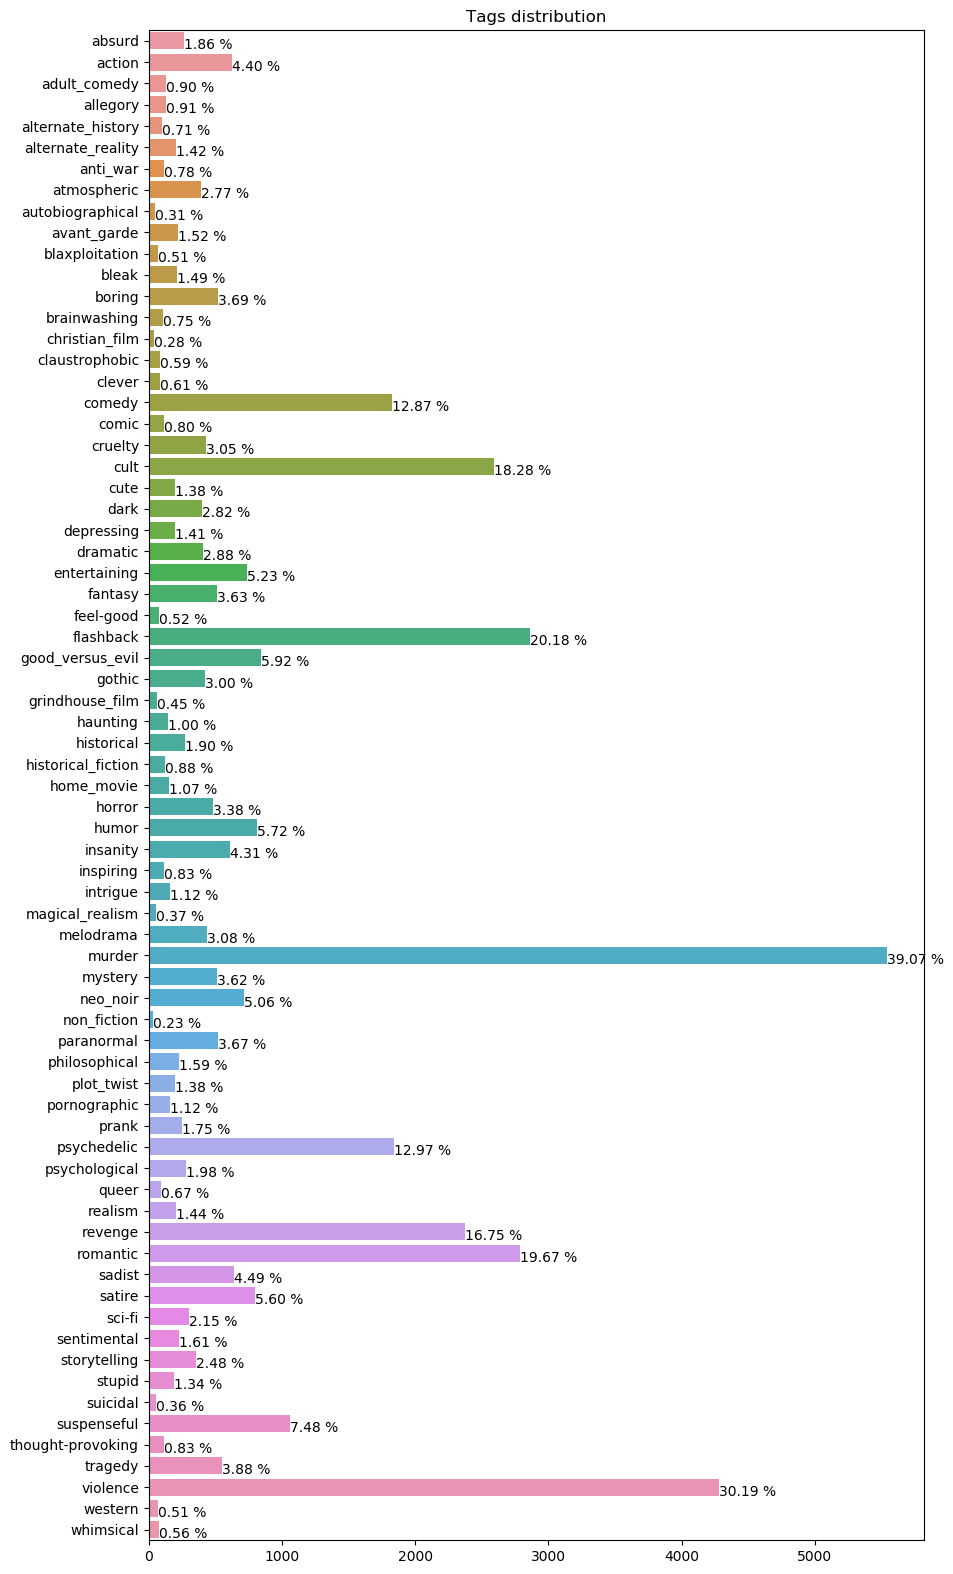 Tags distribution
absurd 1.86 %
action 4.40 %
adult_comedy 0.90 %
allegory 0.91 %
alternate_history 0.71 %
alternate_reality 1.42 %
anti_war 0.78 %
atmospheric 2.77 %
autobiographical 0.31 %
avant_garde 1.52 %
blaxploitation 0.51 %
bleak 1.49 %
boring 3.69 %
brainwashing 0.75 %
christian_film 0.28 %
claustrophobic 0.59 %
clever 0.61 %
comedy 12.87 %
comic 0.80 %
cruelty 3.05 %
cult 18.28 %
cute 1.38 %
dark 2.82 %
depressing 1.41 %
dramatic 2.88 %
entertaining 5.23 %
fantasy 3.63 %
feel-good 0.52 %
flashback 20.18 %
good_versus_evil 5.92 %
gothic 3.00 %
grindhouse_film 0.45 %
haunting 1.00 %
historical 1.90 %
historical_fiction 0.88 %
home_movie 1.07 %
horror 3.38 %
humor 5.72 %
insanity 4.31 %
inspiring 0.83 %
intrigue 1.12 %
magical_realism 0.37 %
melodrama 3.08 %
murder 39.07 %
mystery 3.62 %
neo_noir 5.06 %
non_fiction 0.23 %
paranormal 3.67 %
philosophical 1.59 %
plot_twist 1.38 %
pornographic 1.12 %
prank 1.75 %
psychedelic 12.97 %
psychological 1.98 %
queer 0.67 %
realism 1.44 %
revenge 16.75 %
romantic 19.67 %
sadist 4.49 %
satire 5.60 %
sci-fi 2.15 %
sentimental 1.61 %
storytelling 2.48 %
stupid 1.34 %
suicidal 0.36 %
suspenseful 7.48 %
thought-provoking 0.83 %
tragedy 3.88 %
violence 30.19 %
western 0.51 %
whimsical 0.56 %
0 1000 2000 3000 4000 5000